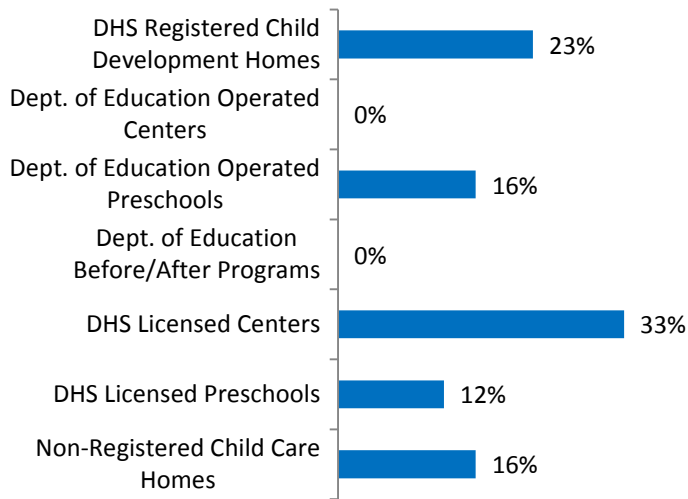 DHS Registered Child
Development Homes
23%
Dept. of Education Operated
Centers
0%
Dept. of Education Operated
Preschools
16%
Dept. of Education
Before/After Programs
0%
DHS Licensed Centers
33%
DHS Licensed Preschools
12%
Non-Registered Child Care
Homes
16%